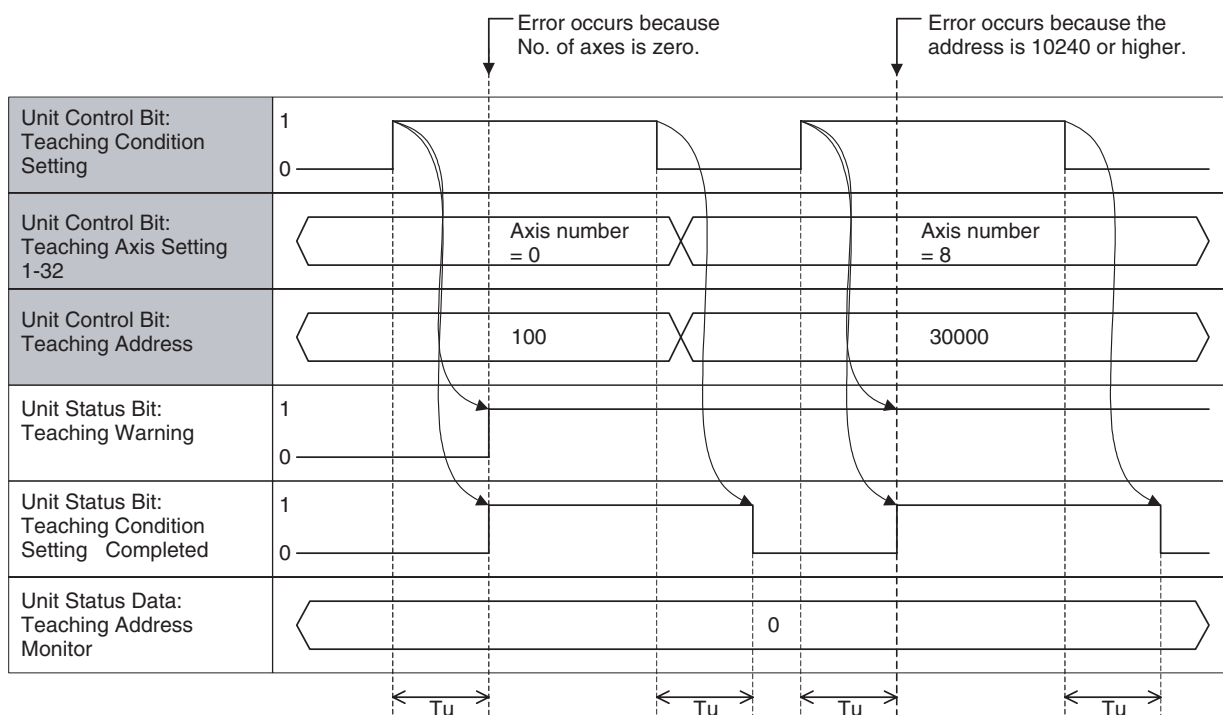 Error occurs because
No. of axes is zero.
Error occurs because the
address is 10240 or higher.
Unit Control Bit:
Teaching Condition
Setting
1
0
Unit Control Bit:
Teaching Axis Setting
1-32
Axis number
= 0
Axis number
= 8
Unit Control Bit:
Teaching Address
100
30000
Unit Status Bit:
Teaching Warning
1
0
Unit Status Bit:
Teaching Condition
Setting Completed
1
0
Unit Status Data:
Teaching Address
Monitor
0
Tu
Tu
Tu
Tu